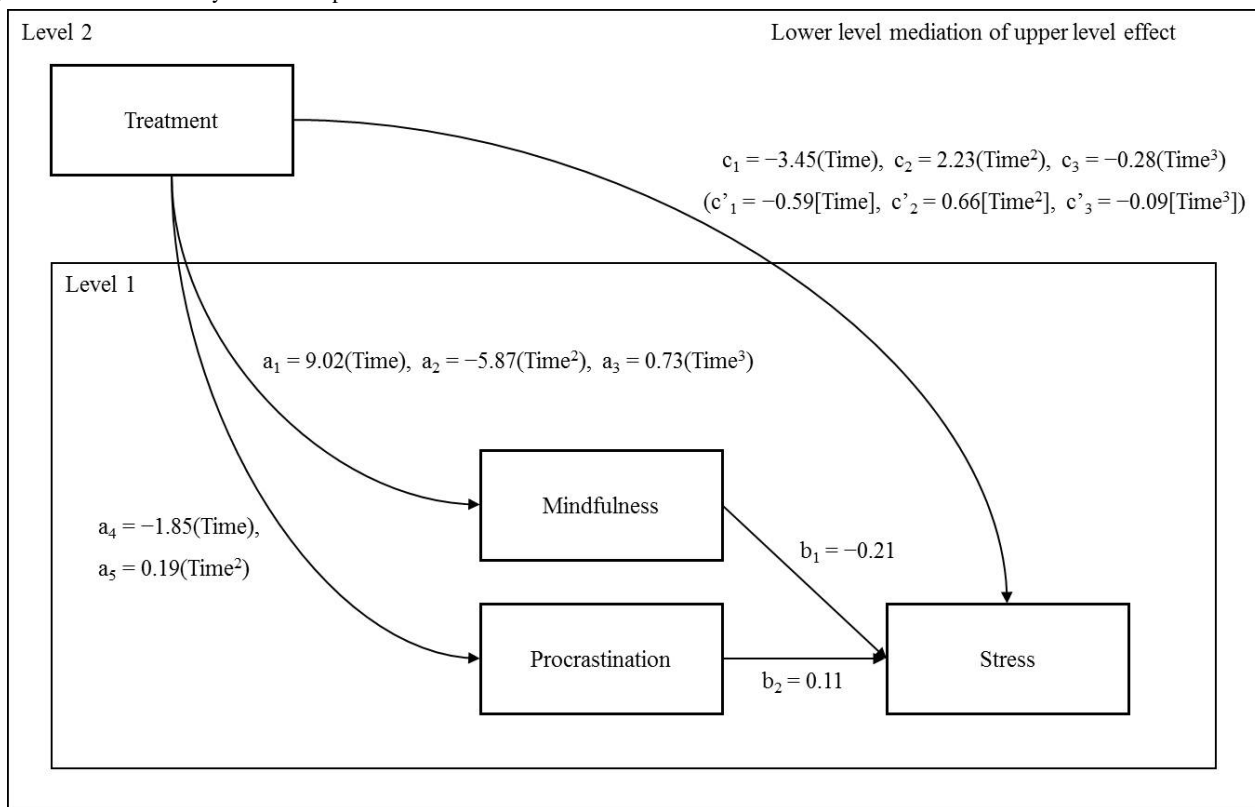 Level 2
Lower level mediation of upper level effect
Treatment
c₁ = −3.45(Time), c₂ = 2.23(Time²), c₃ = −0.28(Time³)
(c’₁ = −0.59[Time], c’₂ = 0.66[Time²], c’₃ = −0.09[Time³])
Level 1
a₁ = 9.02(Time), a₂ = −5.87(Time²), a₃ = 0.73(Time³)
Mindfulness
a₄ = −1.85(Time),
a₅ = 0.19(Time²)
b₁ = −0.21
Procrastination
b₂ = 0.11
Stress